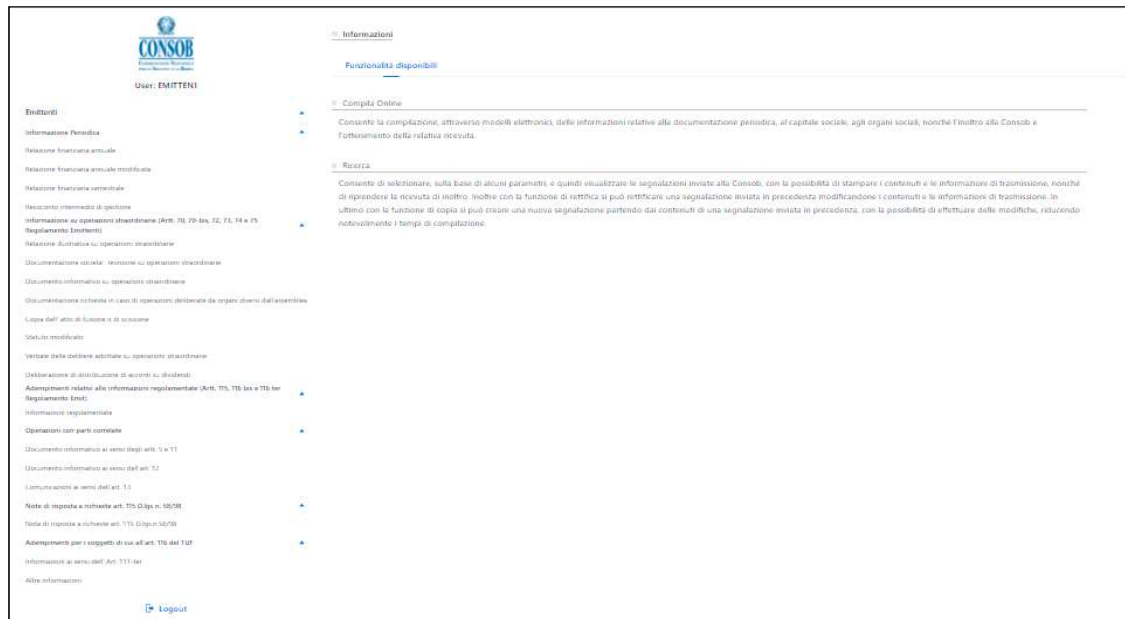 CONSOB
COMMISSIONE NAZIONALE
PER LE SOCIETÀ E LA BORSA
User: EMITTEN1
Emittenti
Informazione Periodica
Relazione finanziaria annuale
Relazione finanziaria annuale modificata
Relazione finanziaria semestrale
Resoconto intermedio di gestione
Informazione su operazioni straordinarie (Artt. 70, 70-bis, 72, 73, 74 e 75
Regolamento Emittenti)
Relazione illustrativa su operazioni straordinarie
Documentazione societa' revisione su operazioni straordinarie
Documento informativo su operazioni straordinarie
Documentazione richiesta in caso di operazioni deliberate da organi diversi dall'assemblea
Copia dell' atto di fusione o di scissione
Statuto modificato
Verbale delle delibere adottate su operazioni straordinarie
Deliberazione di distribuzione di acconti su dividendi
Adempimenti relativi alle informazioni regolamentate (Artt. 115, 116 bis e 116 ter
Regolamento Emit)
Informazioni regolamentate
Operazioni con parti correlate
Documento informativo ai sensi degli artt. 5 e 11
Documento informativo ai sensi dell'art. 12
Comunicazioni ai sensi dell'art. 13
Note di risposta a richieste art. 115 D.lgs n. 58/98
Note di risposta a richieste art. 115 D.lgs n.58/98
Adempimenti per i soggetti di cui all'art. 116 del TUF
Informazioni ai sensi dell' Art. 111-ter
Altre informazioni
Logout
Informazioni
Funzionalità disponibili
Compila Online
Consente la compilazione, attraverso modelli elettronici, delle informazioni relative alla documentazione periodica, al capitale sociale, agli organi sociali, nonché l'inoltro alla Consob e
l'ottenimento della relativa ricevuta.
Ricerca
Consente di selezionare, sulla base di alcuni parametri, e quindi visualizzare le segnalazioni inviate alla Consob, con la possibilità di stampare i contenuti e le informazioni di trasmissione, nonché
di riprendere la ricevuta di inoltro. Inoltre con la funzione di rettifica si può rettificare una segnalazione inviata in precedenza modificandone i contenuti e le informazioni di trasmissione. In
ultimo con la funzione di copia si può creare una nuova segnalazione partendo dai contenuti di una segnalazione inviata in precedenza, con la possibilità di effettuare delle modifiche, riducendo
notevolmente i tempi di compilazione.